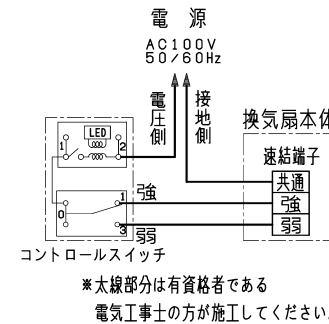 電 源
AC100V
50/60Hz
電圧側
接地側
換気扇本体
速結端子
共通
強
弱
LED
1
2
強
1
0
3
弱
コントロールスイッチ
※太線部分は有資格者である
電気工事士の方が施工してください。